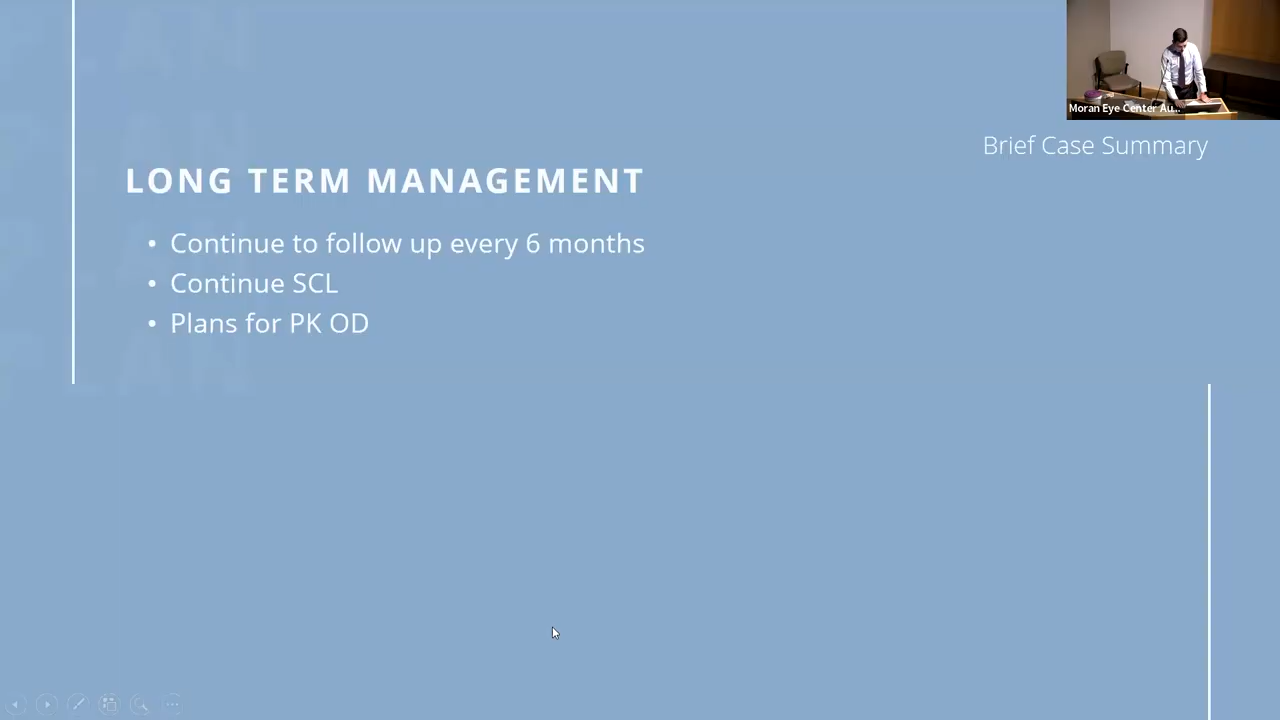 Moran Eye Center Au...
Brief Case Summary
LONG TERM MANAGEMENT
• Continue to follow up every 6 months
• Continue SCL
• Plans for PK OD